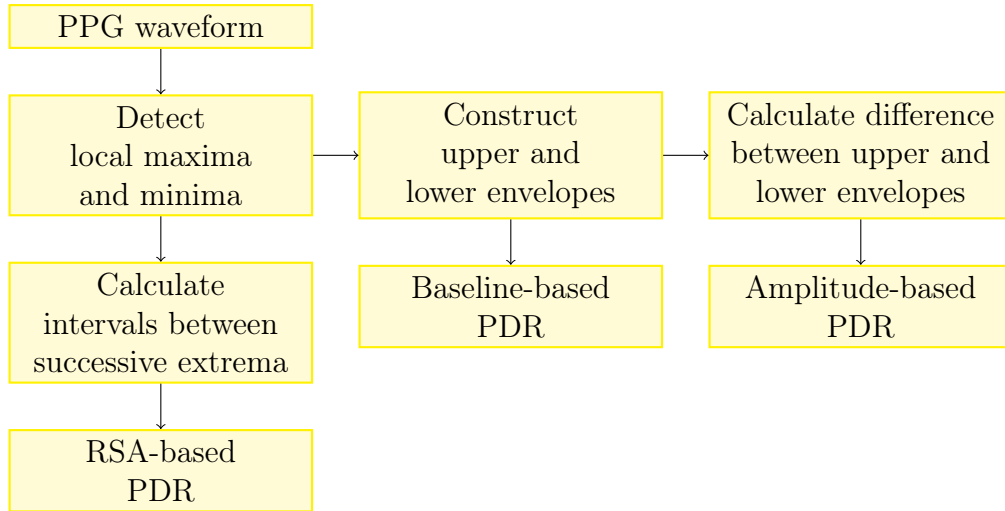 PPG waveform
Detect
local maxima
and minima
Construct
upper and
lower envelopes
Calculate difference
between upper and
lower envelopes
Calculate
intervals between
successive extrema
Baseline-based
PDR
Amplitude-based
PDR
RSA-based
PDR